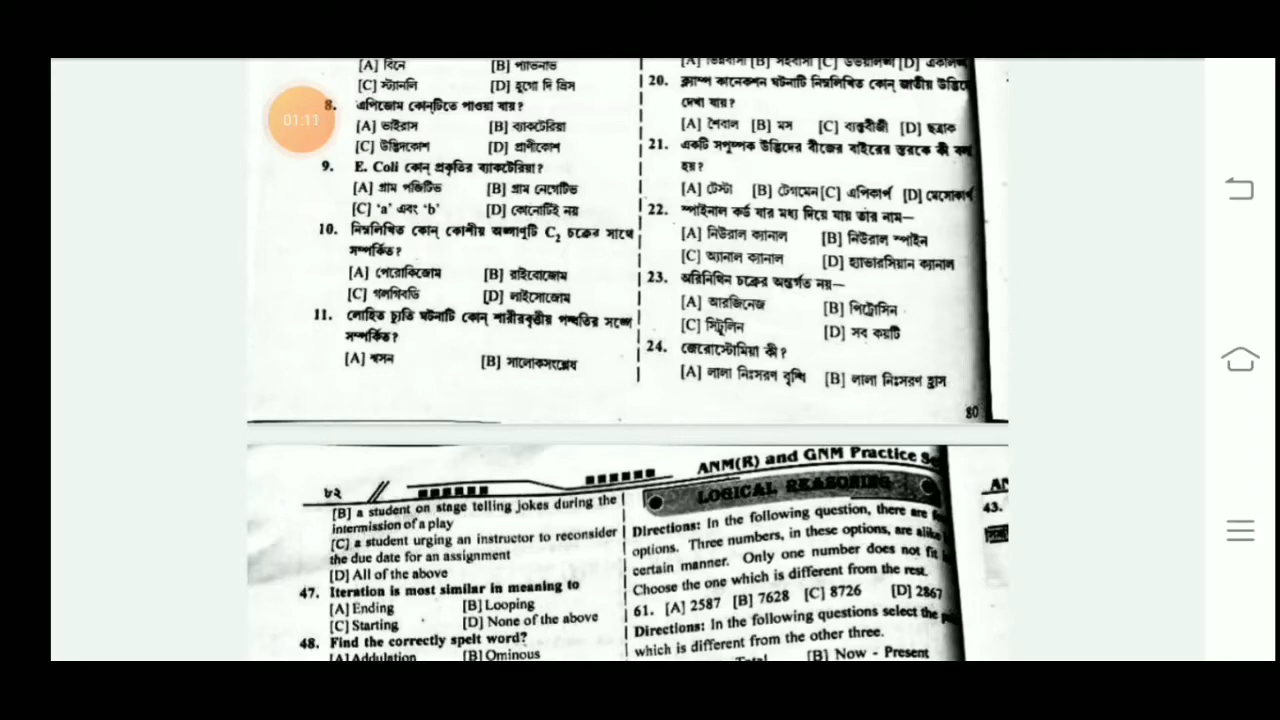 [A] বিনে [B] প্যাভনাভ
[C] স্ট্যানলি [D] হূগো দি ভ্রিস
8. এপিজোম কোন্‌টিতে পাওয়া যায়?
[A] ভাইরাস [B] ব্যাকটেরিয়া
[C] উদ্ভিদকোশ [D] প্রাণীকোশ
9. E. Coli কোন্ প্রকৃতির ব্যাকটেরিয়া?
[A] গ্রাম পজিটিভ [B] গ্রাম নেগেটিভ
[C] ‘a’ এবং ‘b’ [D] কোনোটিই নয়
10. নিম্নলিখিত কোন্ কোশীয় অঙ্গাণুটি C2 চক্রের সাথে
সম্পর্কিত?
[A] পেরোক্সিজোম [B] রাইবোজোম
[C] গলগিবডি [D] লাইসোজোম
11. লোহিত চ্যুতি ঘটনাটি কোন্ শারীরবৃত্তীয় পদ্ধতির সঙ্গে
সম্পর্কিত?
[A] শ্বসন [B] সালোকসংশ্লেষ
[A] ভিন্নবাসী [B] সহবাসী [C] উভয়লিঙ্গ [D] একলিঙ্গ
20. ক্ল্যাম্প কানেকশন ঘটনাটি নিম্নলিখিত কোন্ জাতীয় উদ্ভিদে
দেখা যায়?
[A] শৈবাল [B] মস [C] ব্যক্তবীজী [D] ছত্রাক
21. একটি সপুষ্পক উদ্ভিদের বীজের বাইরের স্তরকে কী বলা
হয়?
[A] টেস্টা [B] টেগমেন [C] এপিকার্প [D] মেসোকার্প
22. স্পাইনাল কর্ড যার মধ্য দিয়ে যায় তার নাম—
[A] নিউরাল ক্যানাল [B] নিউরাল স্পাইন
[C] অ্যানাল ক্যানাল [D] হ্যাভারসিয়ান ক্যানাল
23. অরিনিথিন চক্রের অন্তর্গত নয়—
[A] আরজিনেজ [B] পিট্রোসিন
[C] সিট্রুলিন [D] সব কয়টি
24. জেরোস্টোমিয়া কী?
[A] লালা নিঃসরণ বৃদ্ধি [B] লালা নিঃসরণ হ্রাস
80
01:11
ANM(R) and GNM Practice Se
৮২
[B] a student on stage telling jokes during the
intermission of a play
[C] a student urging an instructor to reconsider
the due date for an assignment
[D] All of the above
47. Iteration is most similar in meaning to
[A] Ending [B] Looping
[C] Starting [D] None of the above
48. Find the correctly spelt word?
[A] Addulation [B] Ominous
LOGICAL REASONING
Directions: In the following question, there are
options. Three numbers, in these options, are alike
certain manner. Only one number does not fit
Choose the one which is different from the rest.
61. [A] 2587 [B] 7628 [C] 8726 [D] 2867
Directions: In the following questions select the
which is different from the other three.
Total [B] Now - Present
43.